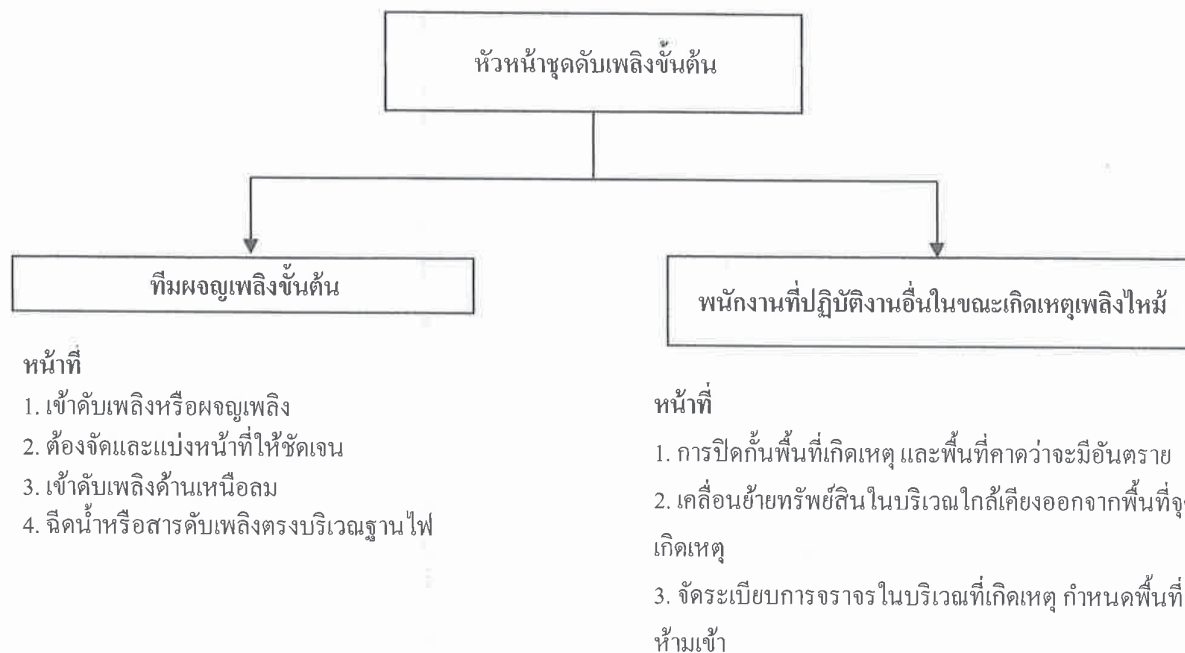 หัวหน้าชุดดับเพลิงขั้นต้น
ทีมผจญเพลิงขั้นต้น
หน้าที่
1. เข้าดับเพลิงหรือผจญเพลิง
2. ต้องจัดและแบ่งหน้าที่ให้ชัดเจน
3. เข้าดับเพลิงด้านเหนือลม
4. ฉีดน้ำหรือสารดับเพลิงตรงบริเวณฐานไฟ
พนักงานที่ปฏิบัติงานอื่นในขณะเกิดเหตุเพลิงไหม้
หน้าที่
1. การปิดกั้นพื้นที่เกิดเหตุ และพื้นที่คาดว่าจะมีอันตราย
2. เคลื่อนย้ายทรัพย์สินในบริเวณใกล้เคียงออกจากพื้นที่
เกิดเหตุ
3. จัดระเบียบการจราจรในบริเวณที่เกิดเหตุ กำหนดพื้นที่
ห้ามเข้า